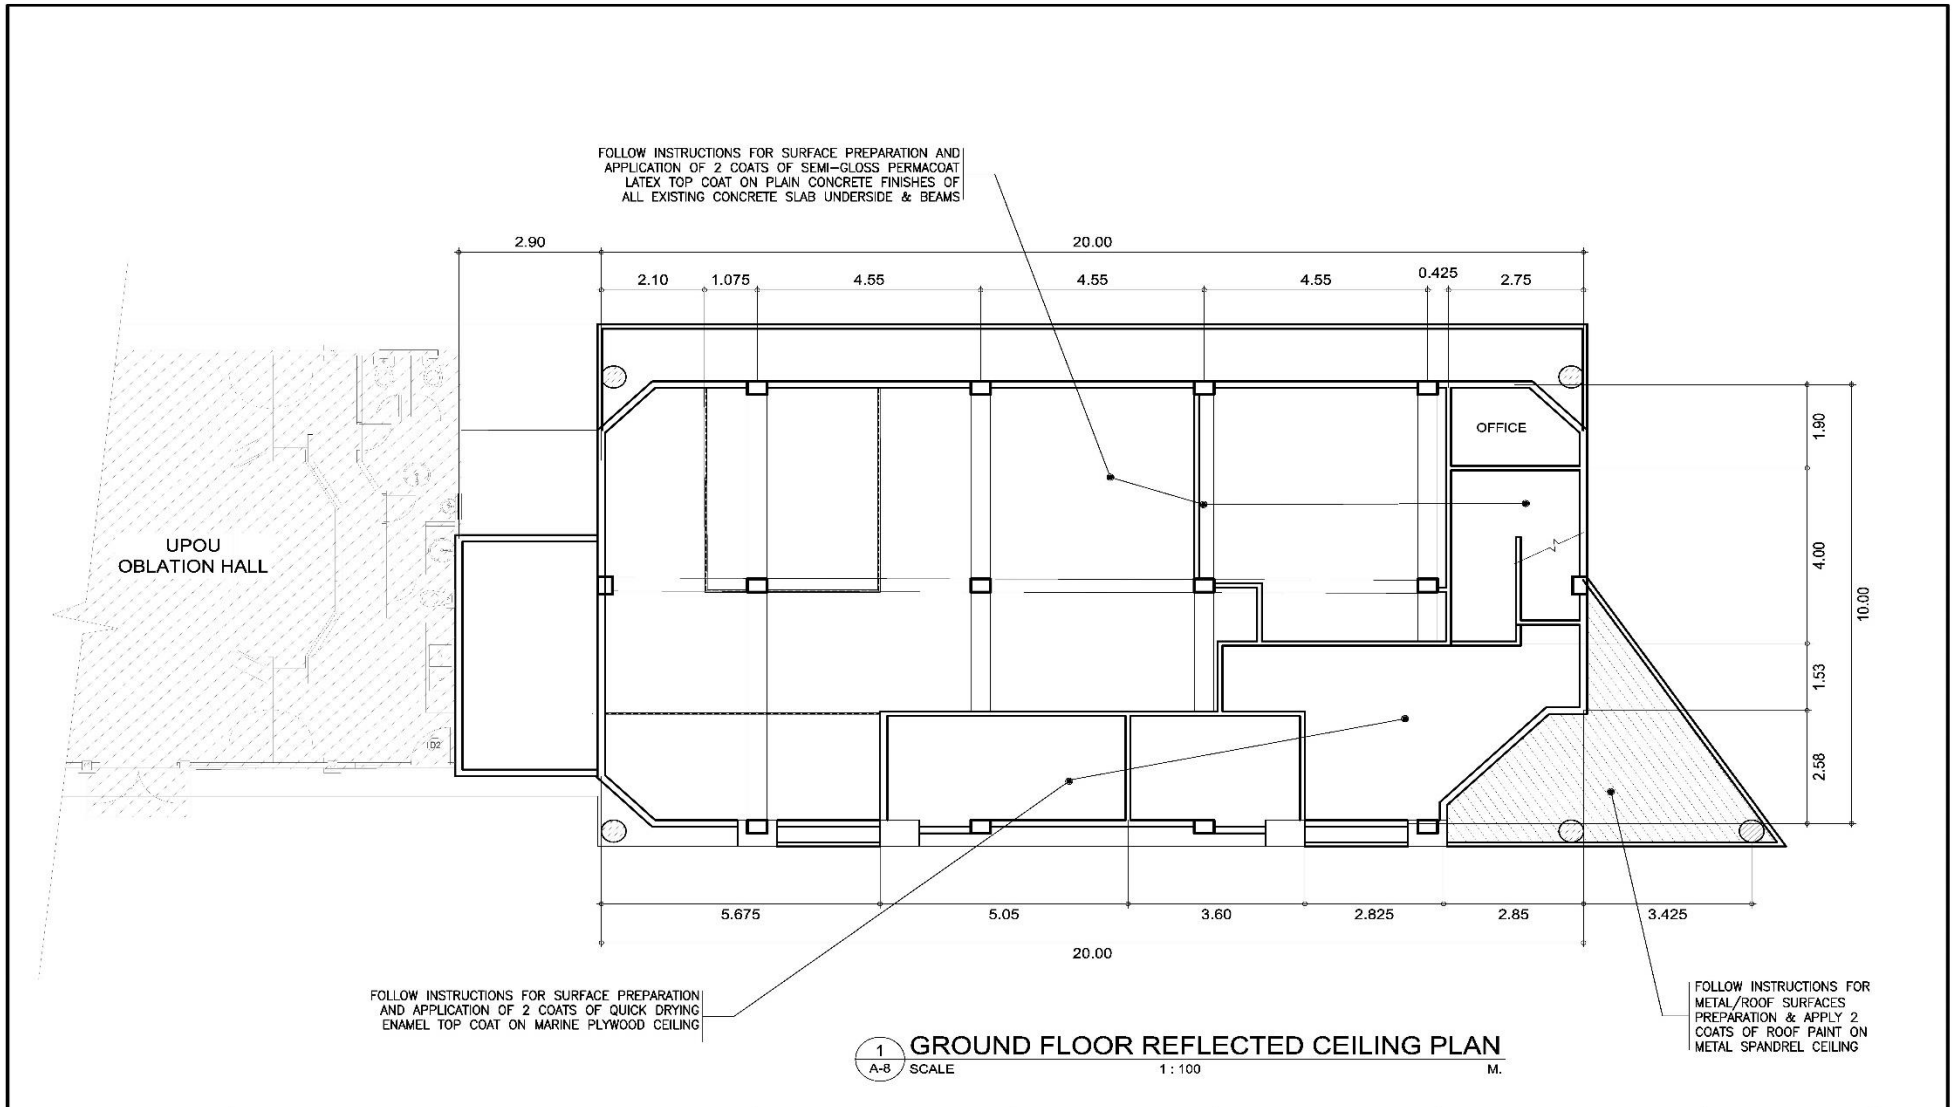 FOLLOW INSTRUCTIONS FOR SURFACE PREPARATION AND
APPLICATION OF 2 COATS OF SEMI-GLOSS PERMACOAT
LATEX TOP COAT ON PLAIN CONCRETE FINISHES OF
ALL EXISTING CONCRETE SLAB UNDERSIDE & BEAMS
2.90
20.00
2.10
1.075
4.55
4.55
4.55
0.425
2.75
OFFICE
1.90
4.00
10.00
1.53
2.58
UPOU
OBLATION HALL
5.675
5.05
3.60
2.825
2.85
3.425
20.00
FOLLOW INSTRUCTIONS FOR SURFACE PREPARATION
AND APPLICATION OF 2 COATS OF QUICK DRYING
ENAMEL TOP COAT ON MARINE PLYWOOD CEILING
FOLLOW INSTRUCTIONS FOR
METAL/ROOF SURFACES
PREPARATION & APPLY 2
COATS OF ROOF PAINT ON
METAL SPANDREL CEILING
1
A-8
GROUND FLOOR REFLECTED CEILING PLAN
SCALE 1 : 100 M.